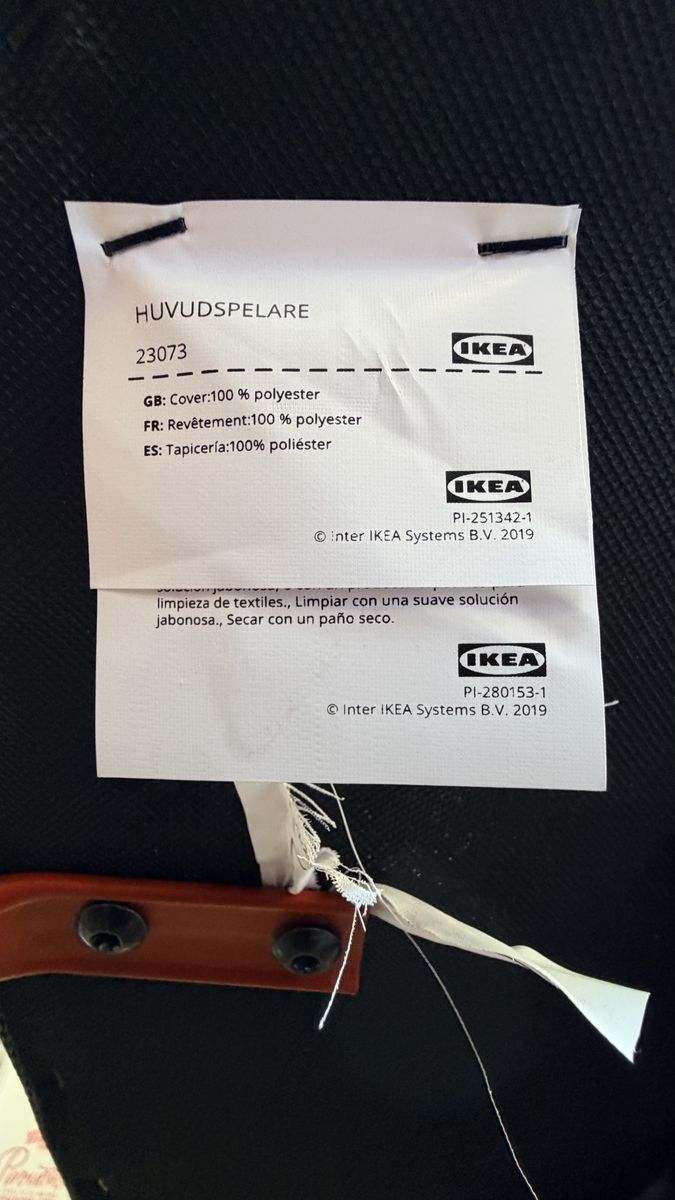 HUVUDSPELARE
23073
IKEA
GB: Cover:100 % polyester
FR: Revêtement:100 % polyester
ES: Tapicería:100% poliéster
IKEA
PI-251342-1
© Inter IKEA Systems B.V. 2019
limpieza de textiles., Limpiar con una suave solución
jabonosa., Secar con un paño seco.
IKEA
PI-280153-1
© Inter IKEA Systems B.V. 2019